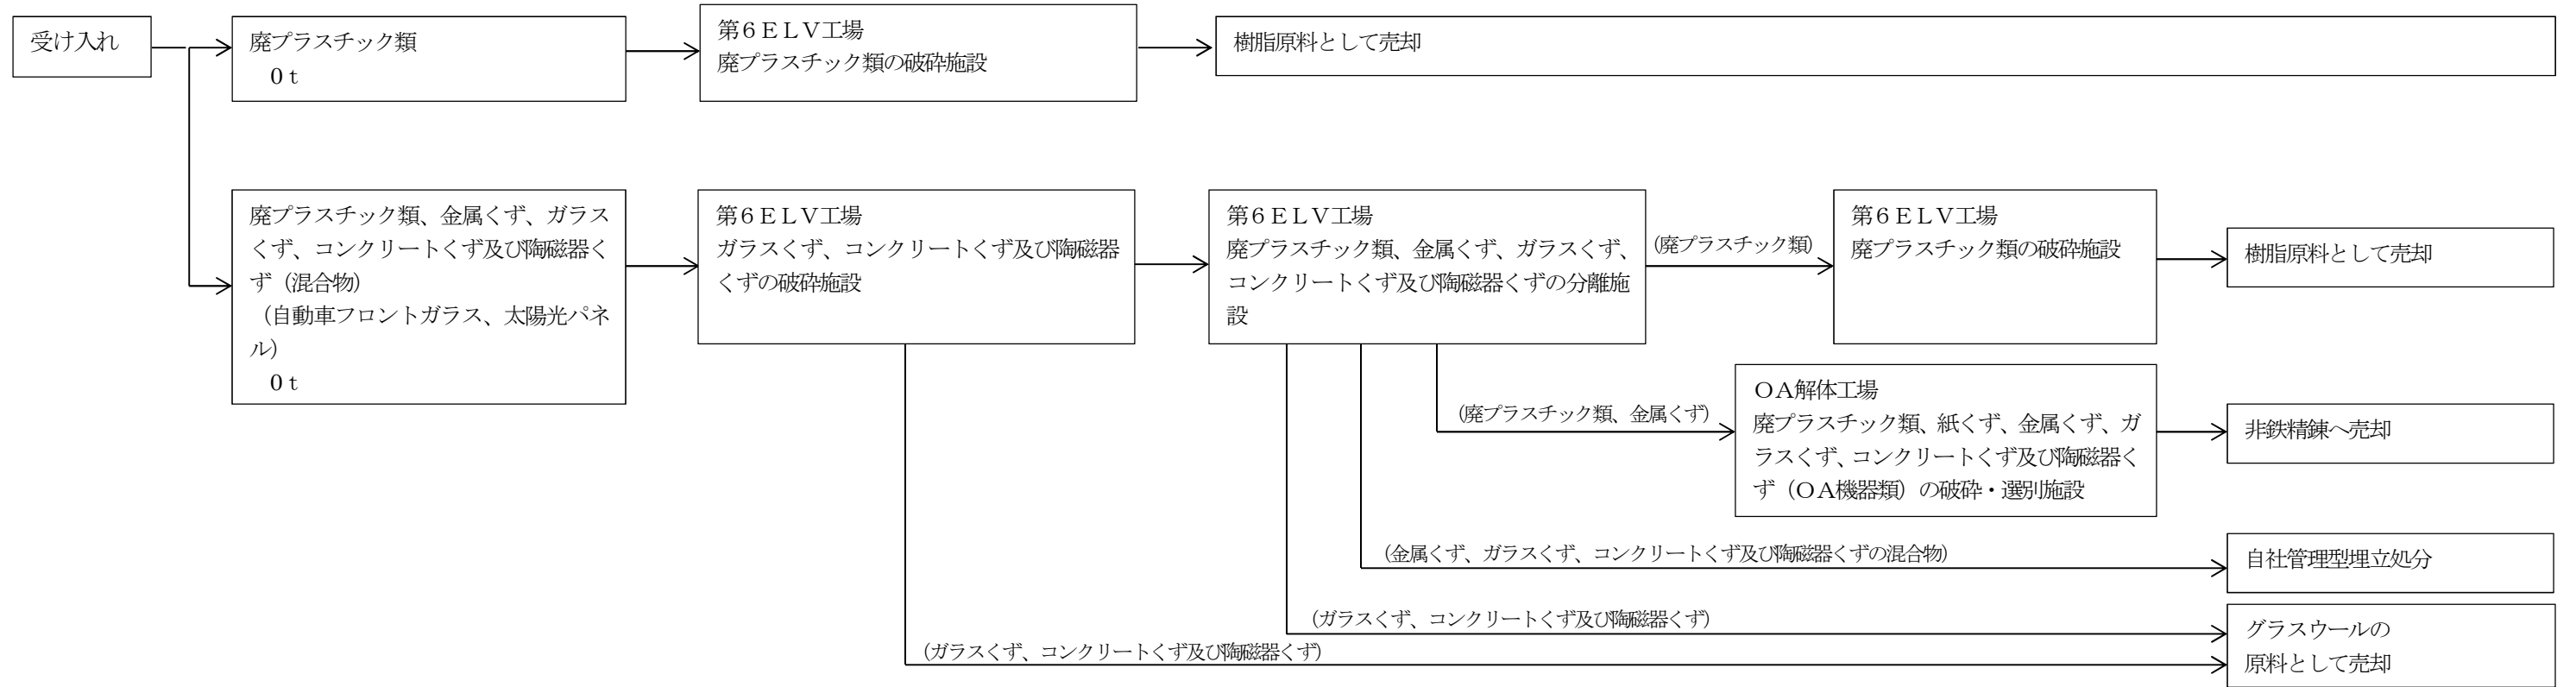 受け入れ
廃プラスチック類
０ｔ
第６ＥＬＶ工場
廃プラスチック類の破砕施設
樹脂原料として売却
廃プラスチック類、金属くず、ガラス
くず、コンクリートくず及び陶磁器く
ず（混合物）
（自動車フロントガラス、太陽光パネ
ル）
０ｔ
第６ＥＬＶ工場
ガラスくず、コンクリートくず及び陶磁器
くずの破砕施設
第６ＥＬＶ工場
廃プラスチック類、金属くず、ガラスくず、
コンクリートくず及び陶磁器くずの分離施
設
（廃プラスチック類）
第６ＥＬＶ工場
廃プラスチック類の破砕施設
樹脂原料として売却
（廃プラスチック類、金属くず）
ＯＡ解体工場
廃プラスチック類、紙くず、金属くず、ガ
ラスくず、コンクリートくず及び陶磁器く
ず（ＯＡ機器類）の破砕・選別施設
非鉄精錬へ売却
（金属くず、ガラスくず、コンクリートくず及び陶磁器くずの混合物）
自社管理型埋立処分
（ガラスくず、コンクリートくず及び陶磁器くず）
（ガラスくず、コンクリートくず及び陶磁器くず）
グラスウールの
原料として売却